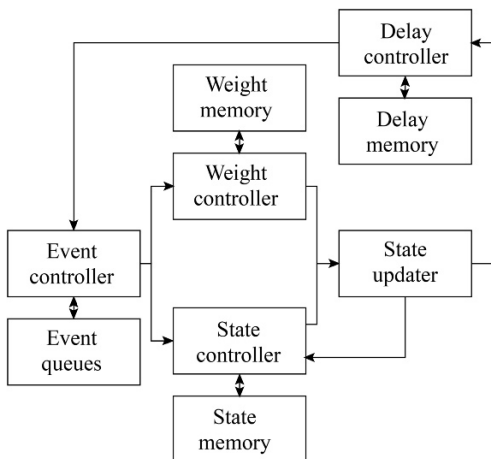 Delay
controller
Weight
memory
Delay
memory
Weight
controller
Event
controller
State
updater
Event
queues
State
controller
State
memory